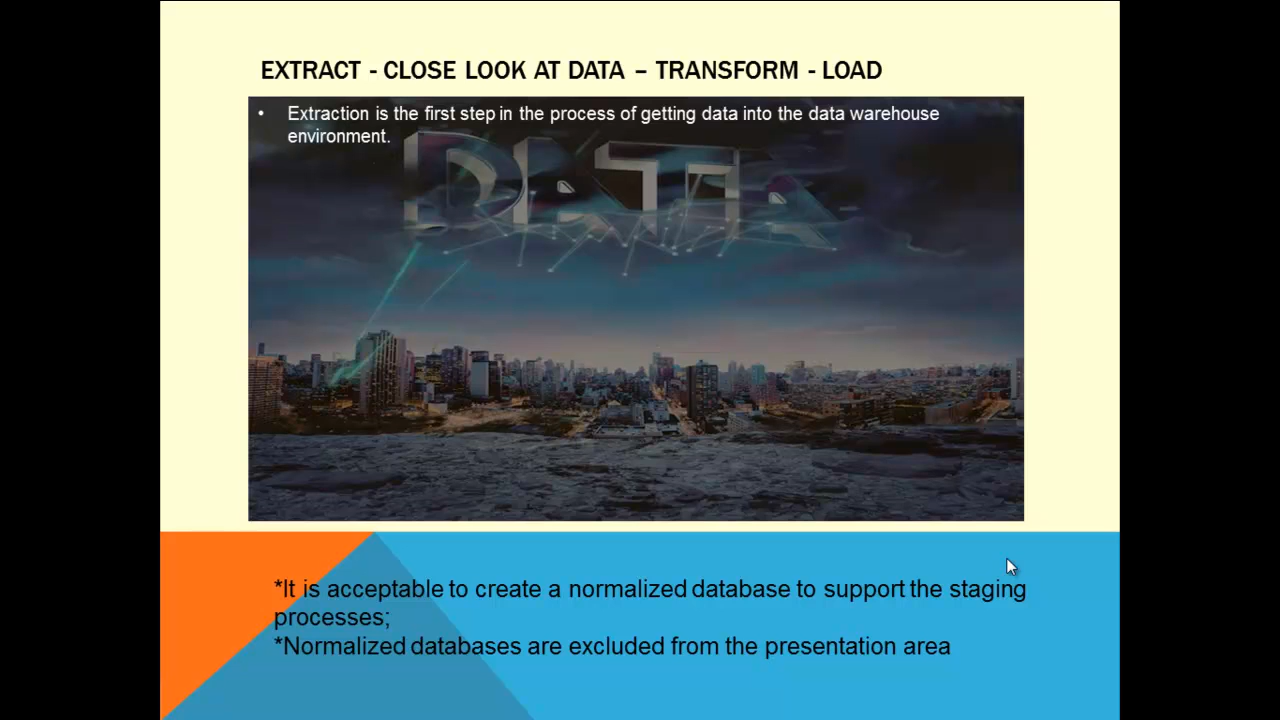 EXTRACT - CLOSE LOOK AT DATA – TRANSFORM - LOAD
• Extraction is the first step in the process of getting data into the data warehouse
environment.
DATA
*It is acceptable to create a normalized database to support the staging
processes;
*Normalized databases are excluded from the presentation area